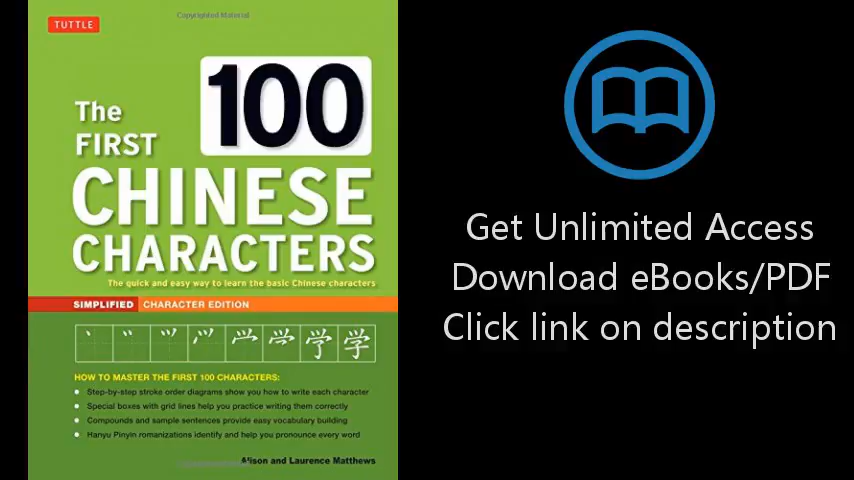 TUTTLE
Copyrighted Material
The
FIRST
100
CHINESE
CHARACTERS
The quick and easy way to learn the basic Chinese characters
SIMPLIFIED CHARACTER EDITION
学
HOW TO MASTER THE FIRST 100 CHARACTERS:
Step-by-step stroke order diagrams show you how to write each character
Special boxes with grid lines help you practice writing them correctly
Compounds and sample sentences provide easy vocabulary building
Hanyu Pinyin romanizations identify and help you pronounce every word
Alison and Laurence Matthews
Get Unlimited Access
Download eBooks/PDF
Click link on description